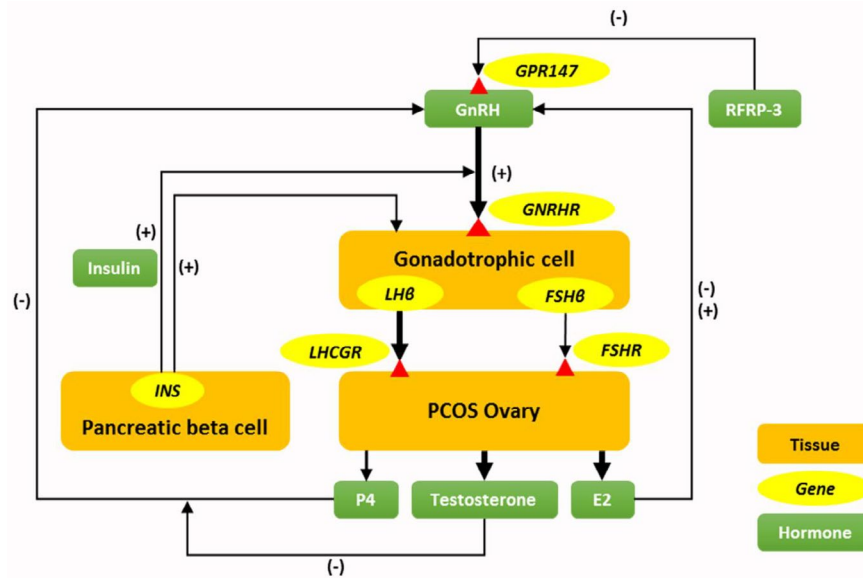 (-)
GPR147
GnRH
RFRP-3
(+)
GNRHR
(+)
Gonadotrophic cell
Insulin
(+)
(-)
LHβ
FSHβ
(-)
(+)
LHCGR
FSHR
INS
Pancreatic beta cell
PCOS Ovary
Tissue
P4
Testosterone
E2
Gene
Hormone
(-)